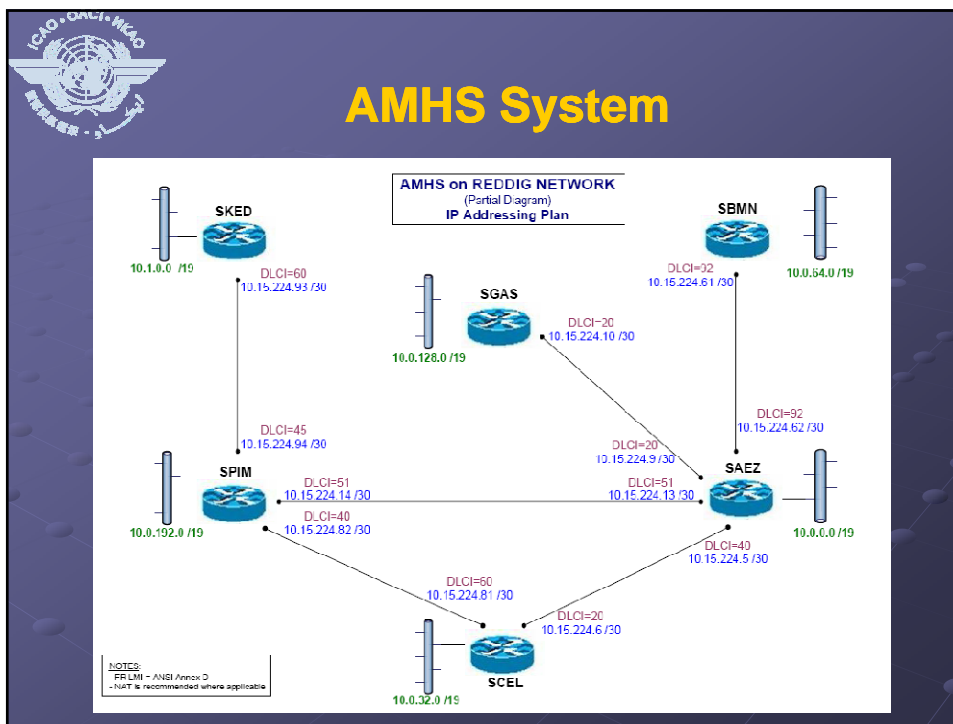 ICAO · OACI · ИКАО
AMHS System
AMHS on REDDIG NETWORK
(Partial Diagram)
IP Addressing Plan
SKED
10.1.0.0 /19
DLCI=60
10.15.224.93 /30
SBMN
10.0.64.0 /19
DLCI=92
10.15.224.61 /30
SGAS
10.0.128.0 /19
DLCI=20
10.15.224.10 /30
DLCI=45
10.15.224.94 /30
DLCI=92
10.15.224.62 /30
DLCI=20
10.15.224.9 /30
SPIM
10.0.192.0 /19
DLCI=51
10.15.224.14 /30
DLCI=51
10.15.224.13 /30
SAEZ
10.0.0.0 /19
DLCI=40
10.15.224.82 /30
DLCI=40
10.15.224.5 /30
DLCI=60
10.15.224.81 /30
DLCI=20
10.15.224.6 /30
SCEL
10.0.32.0 /19
NOTES:
- FR LMI = ANSI Annex D
- NAT is recommended where applicable